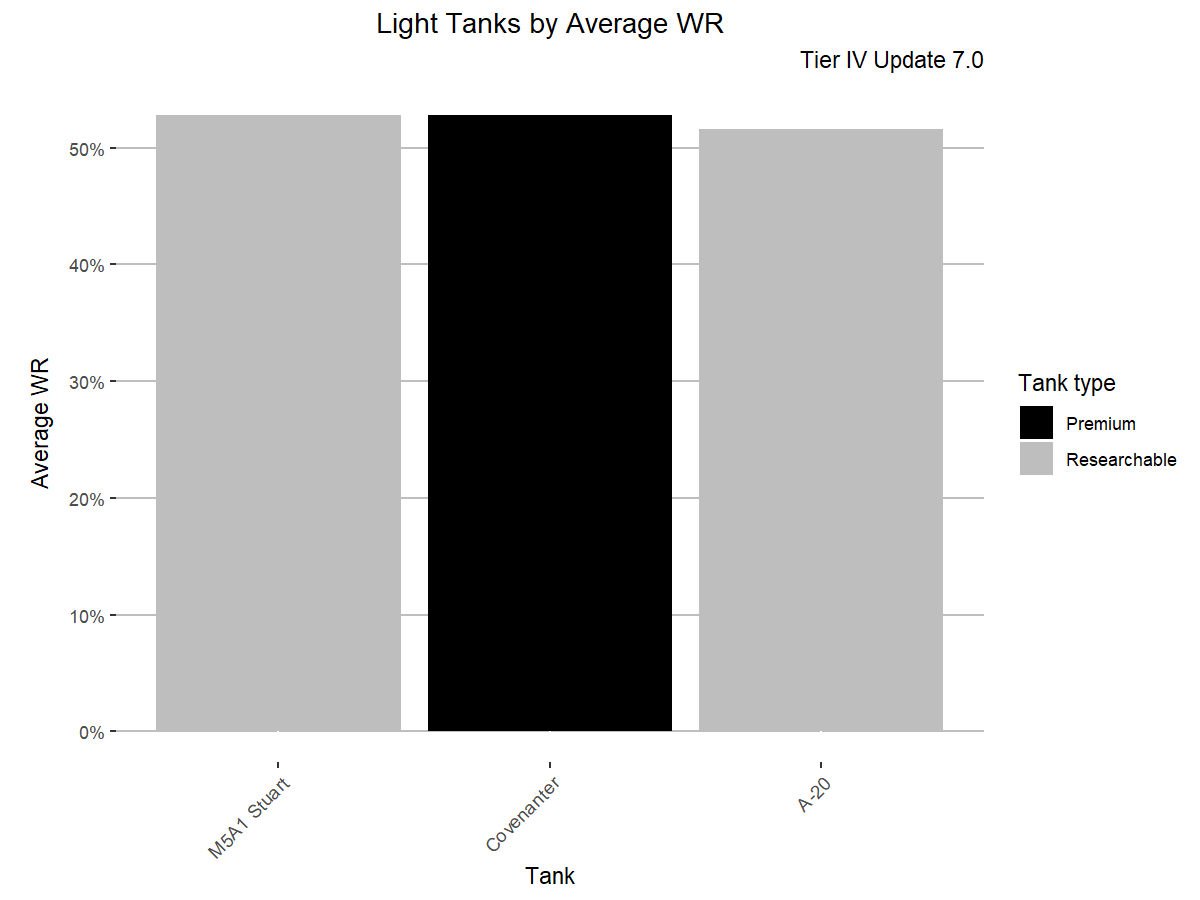 Light Tanks by Average WR
Tier IV Update 7.0
Average WR
50%
40%
30%
20%
10%
0%
M5A1 Stuart
Covenanter
A-20
Tank
Tank type
Premium
Researchable